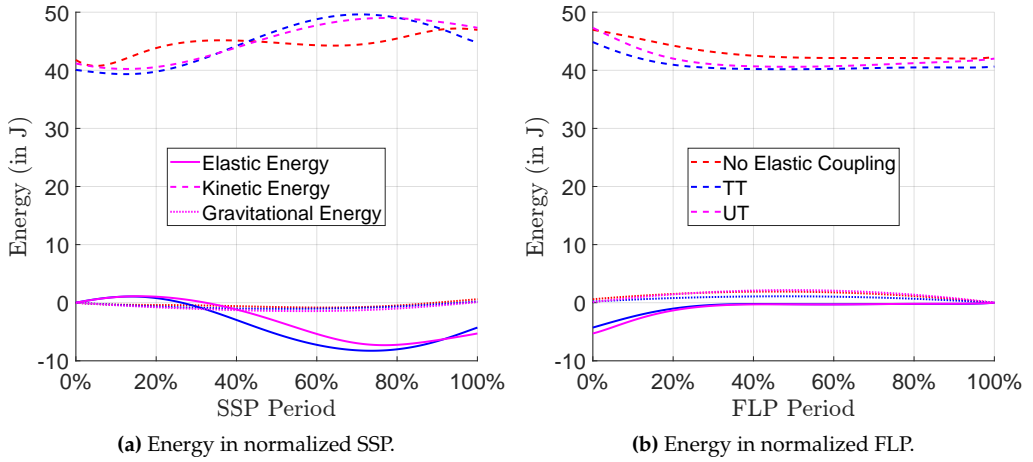 50
40
30
20
10
0
-10
Energy (in J)
Elastic Energy
Kinetic Energy
Gravitational Energy
0% 20% 40% 60% 80% 100%
SSP Period
(a) Energy in normalized SSP.
50
40
30
20
10
0
-10
Energy (in J)
No Elastic Coupling
TT
UT
0% 20% 40% 60% 80% 100%
FLP Period
(b) Energy in normalized FLP.